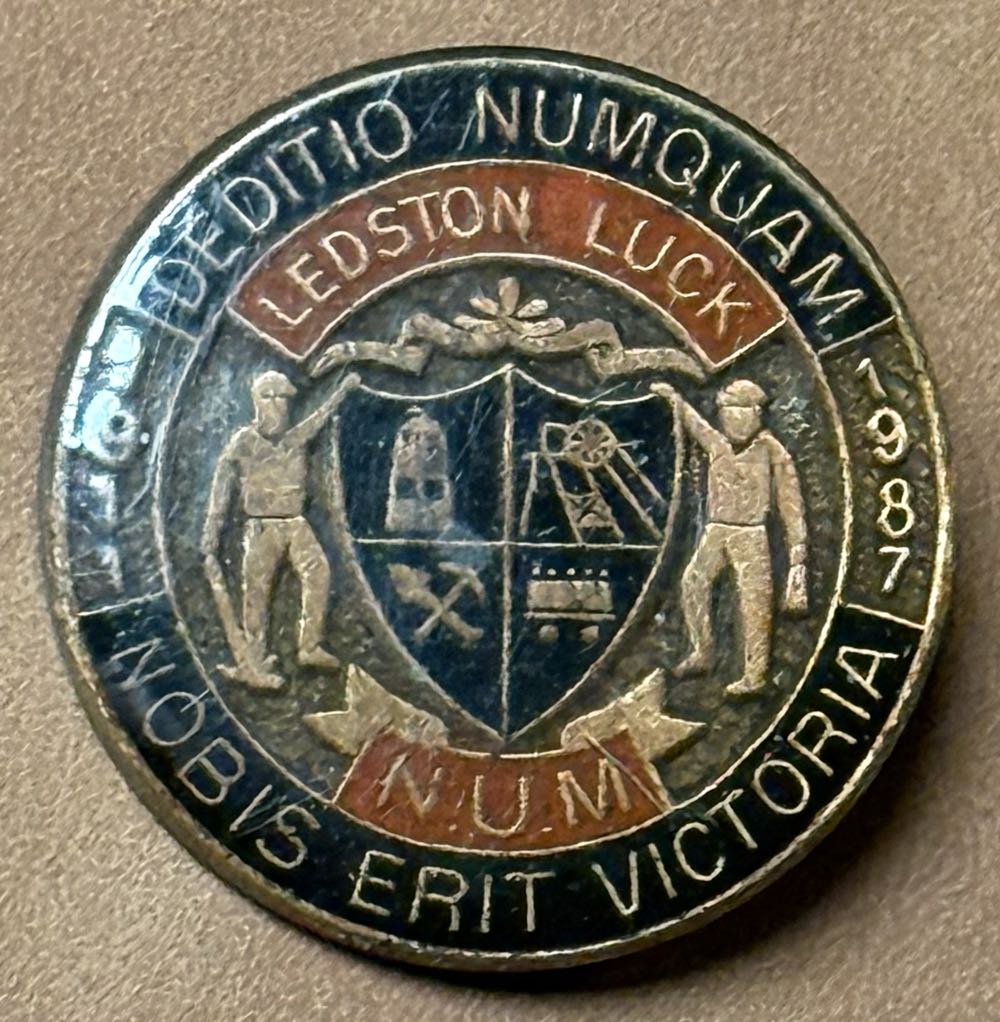 DEDITIO NUMQUAM
LEDSTON LUCK
1987
N.U.M
NOBIS ERIT VICTORIA